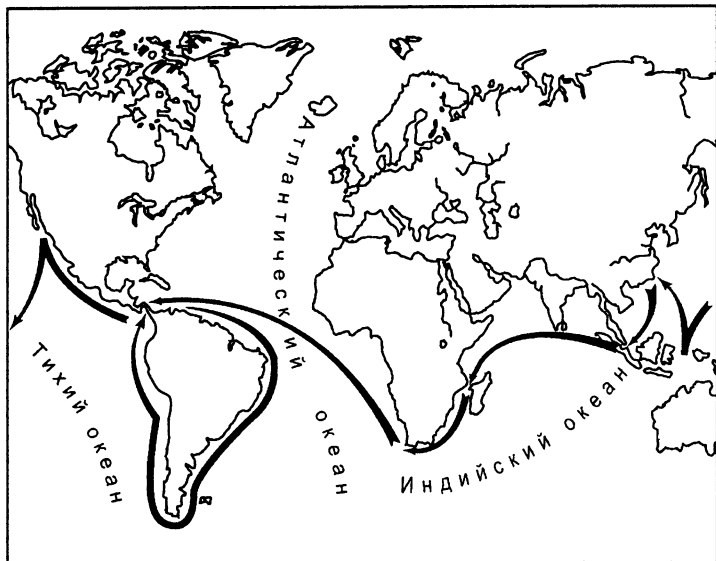 Атлантический океан
Тихий океан
Индийский океан